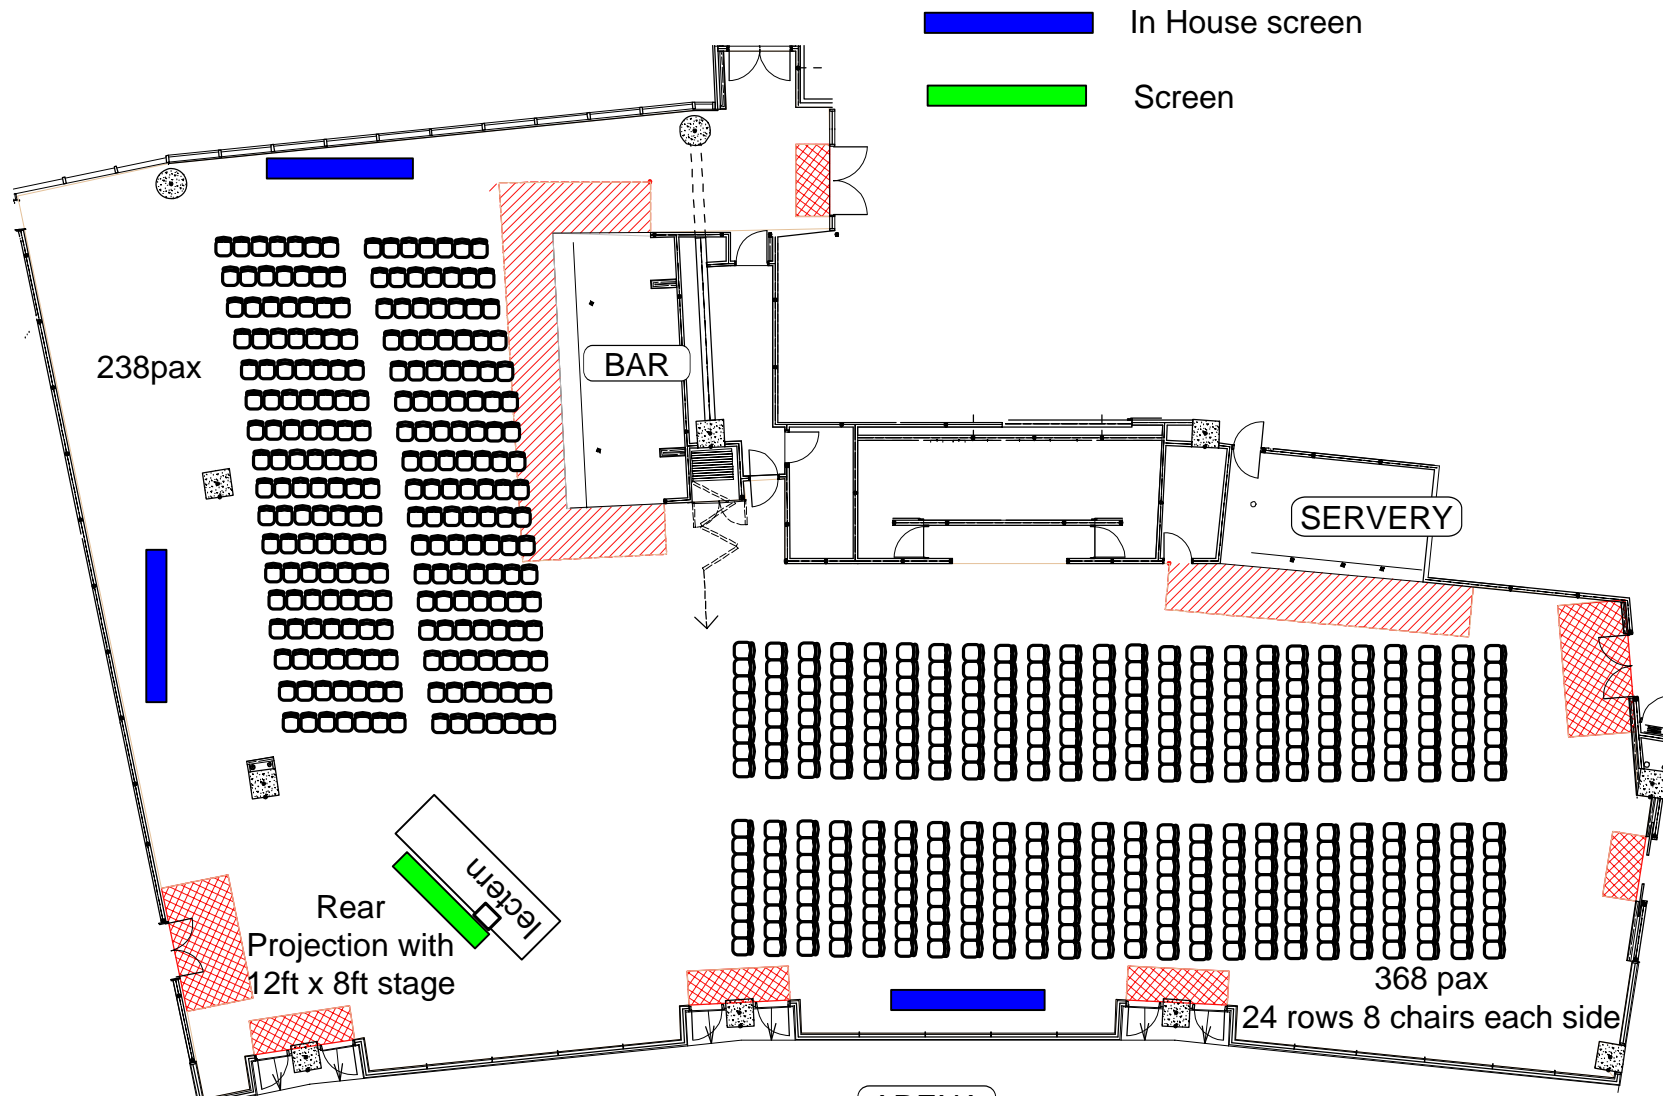 In House screen
Screen
238pax
BAR
SERVERY
lectern
Rear
Projection with
12ft x 8ft stage
368 pax
24 rows 8 chairs each side